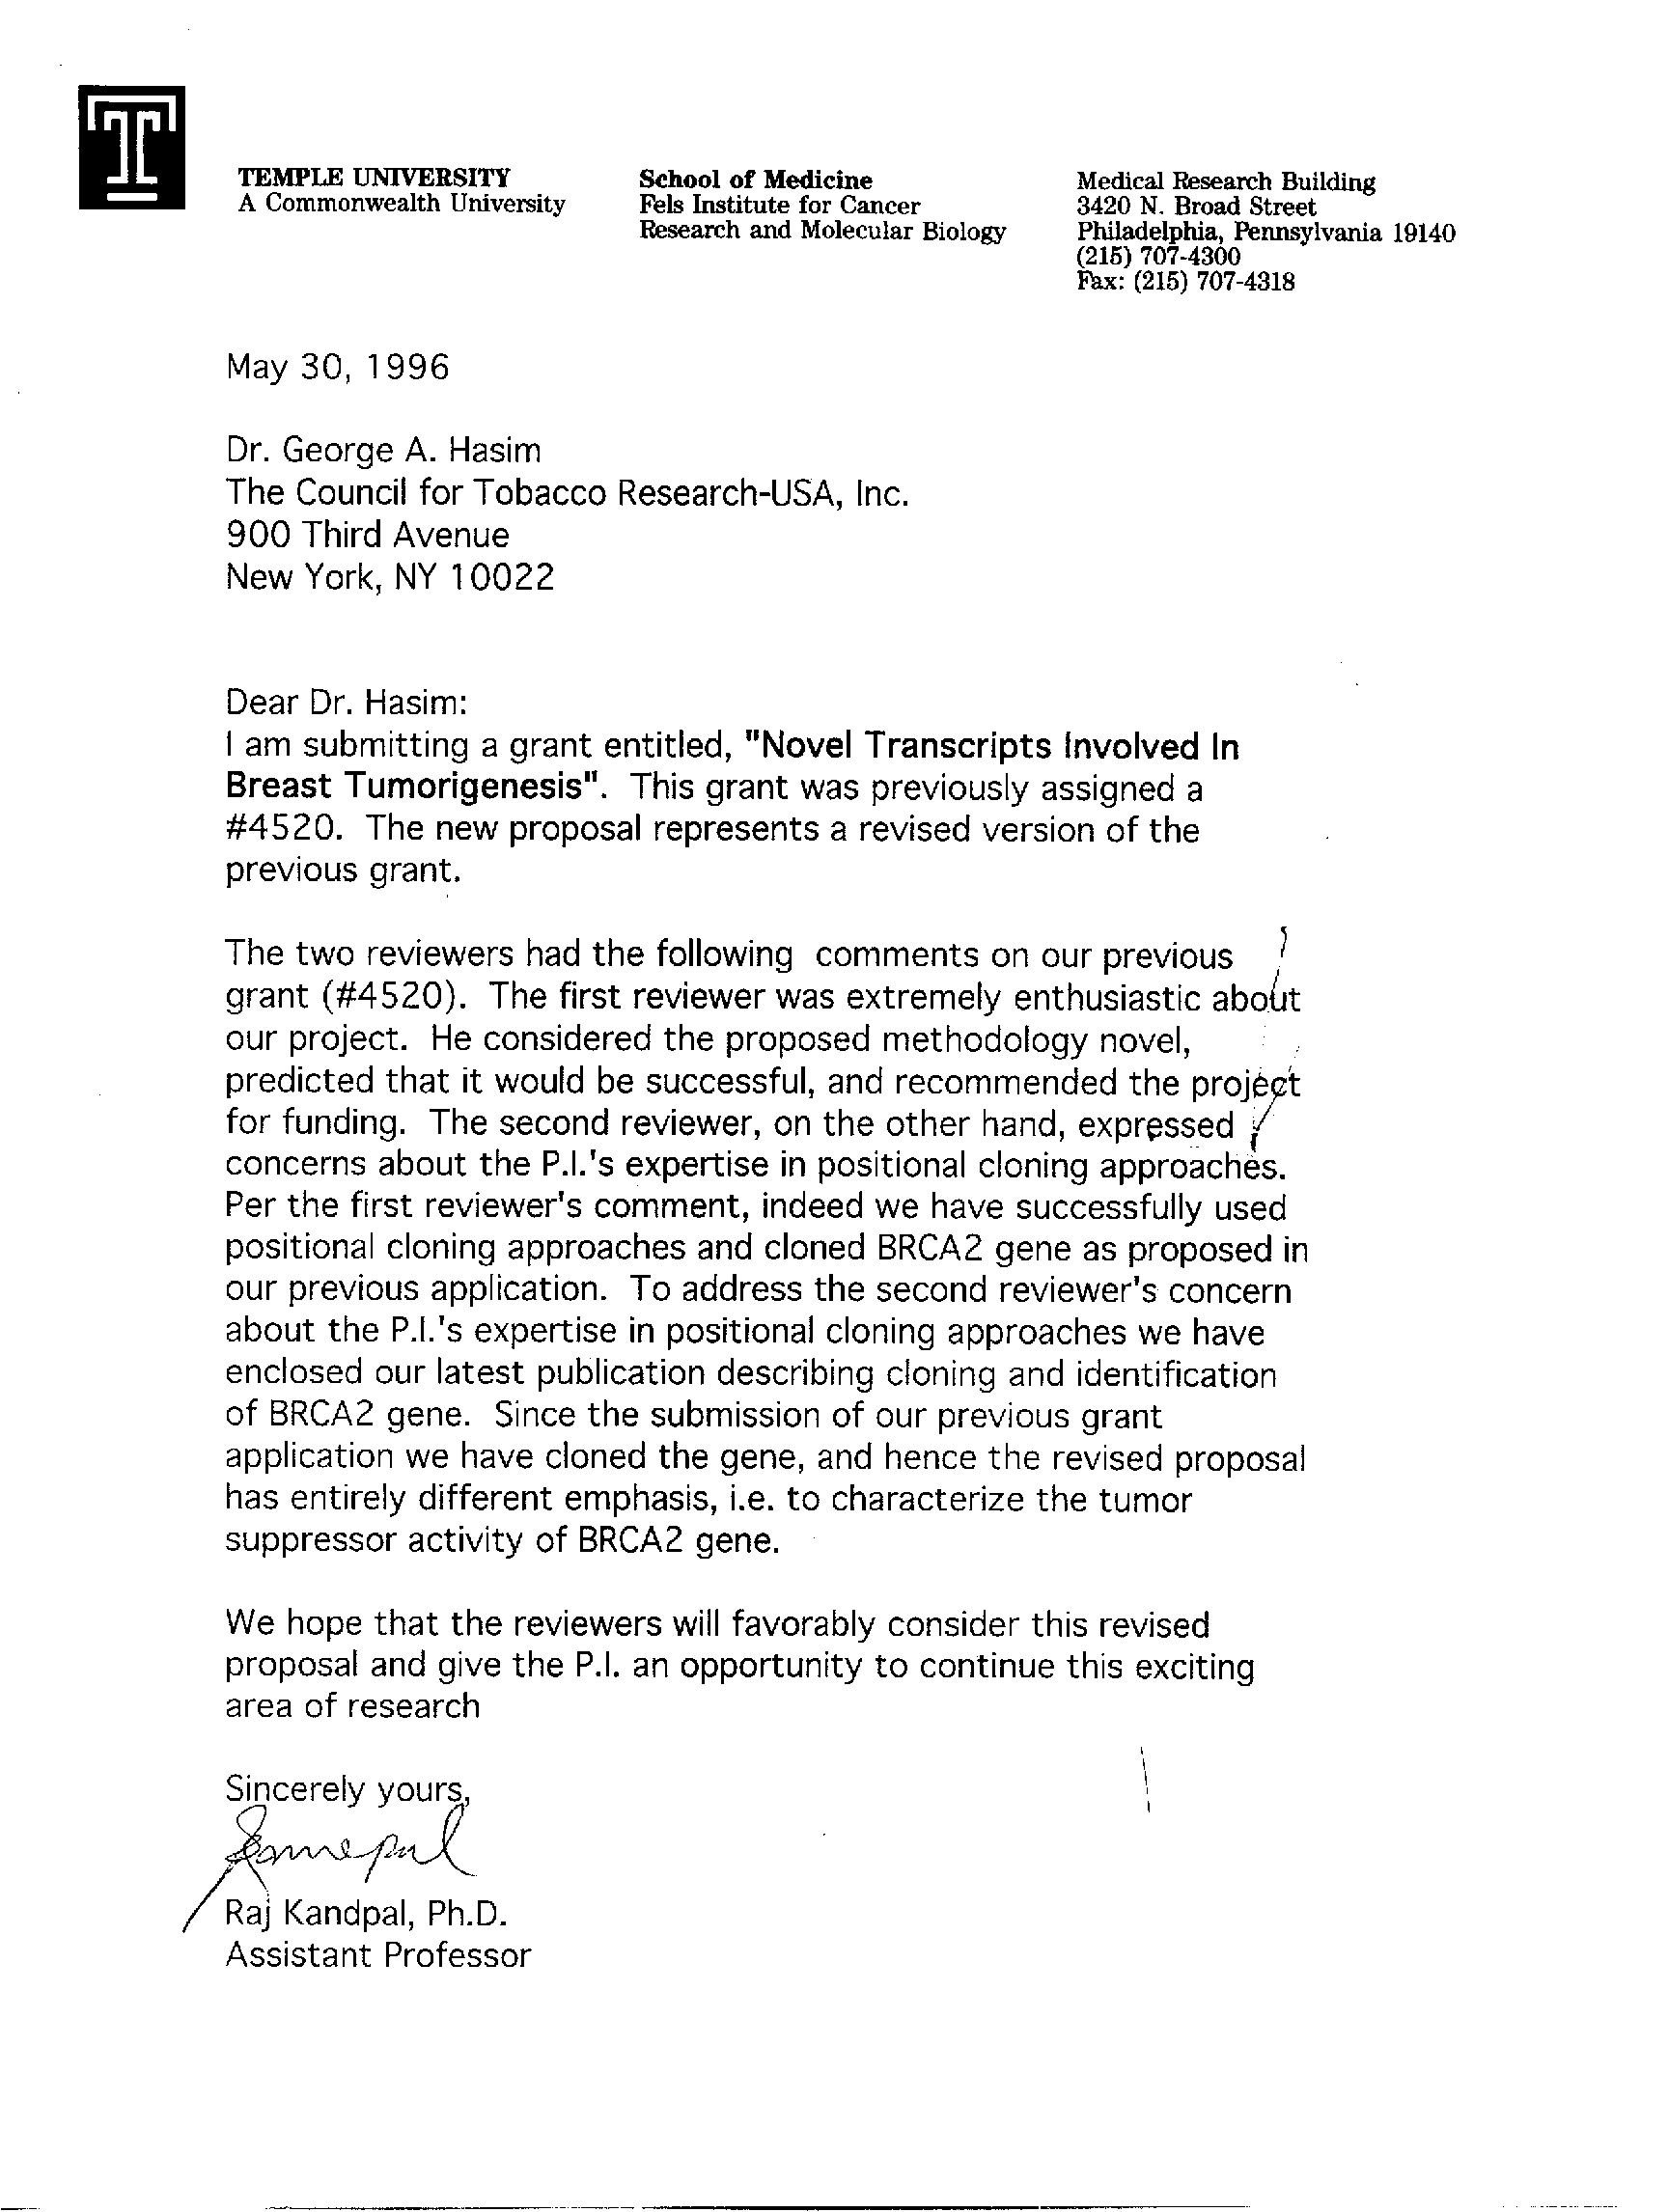 T
TEMPLE UNIVERSITY
A Commonwealth University
School of Medicine
Fels Institute for Cancer
Research and Molecular Biology
Medical Research Building
3420 N. Broad Street
Philadelphia, Pennsylvania 19140
(215) 707-4300
Fax: (215) 707-4318
May 30, 1996
Dr. George A. Hasim
The Council for Tobacco Research-USA, Inc.
900 Third Avenue
New York, NY 10022
Dear Dr. Hasim:
I am submitting a grant entitled, "Novel Transcripts Involved In
Breast Tumorigenesis". This grant was previously assigned a
#4520. The new proposal represents a revised version of the
previous grant.
The two reviewers had the following comments on our previous
grant (#4520). The first reviewer was extremely enthusiastic about
our project. He considered the proposed methodology novel,
predicted that it would be successful, and recommended the project
for funding. The second reviewer, on the other hand, expressed
concerns about the P.I.'s expertise in positional cloning approaches.
Per the first reviewer's comment, indeed we have successfully used
positional cloning approaches and cloned BRCA2 gene as proposed in
our previous application. To address the second reviewer's concern
about the P.I.'s expertise in positional cloning approaches we have
enclosed our latest publication describing cloning and identification
of BRCA2 gene. Since the submission of our previous grant
application we have cloned the gene, and hence the revised proposal
has entirely different emphasis, i.e. to characterize the tumor
suppressor activity of BRCA2 gene.
We hope that the reviewers will favorably consider this revised
proposal and give the P.I. an opportunity to continue this exciting
area of research
Sincerely yours,
Raj Kandpal, Ph.D.
Assistant Professor